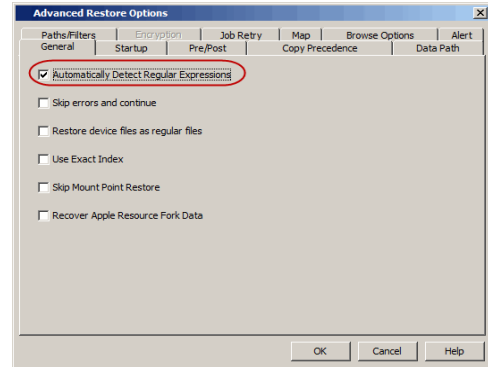 Advanced Restore Options
Paths/Filters Encryption Job Retry Map Browse Options Alert
General Startup Pre/Post Copy Precedence Data Path
Automatically Detect Regular Expressions
Skip errors and continue
Restore device files as regular files
Use Exact Index
Skip Mount Point Restore
Recover Apple Resource Fork Data
OK Cancel Help